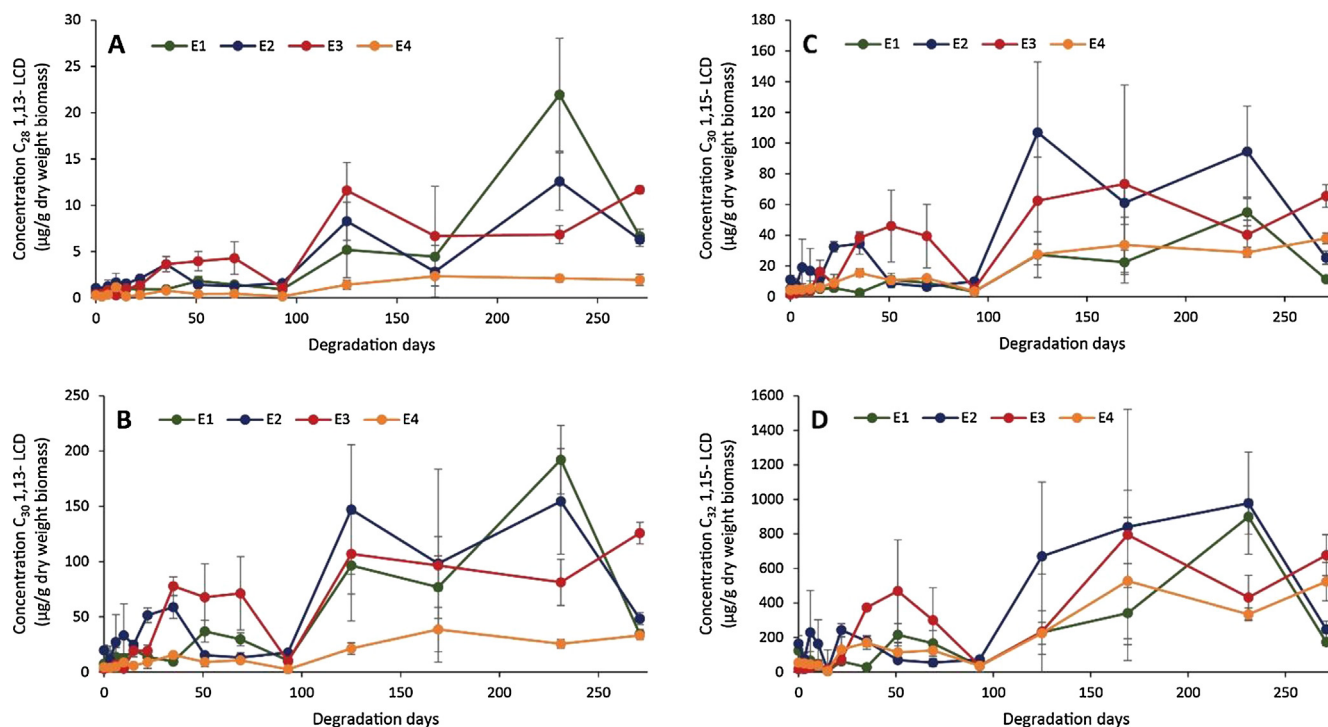 A
E1 E2 E3 E4
Concentration C₂₈ 1,13- LCD
(µg/g dry weight biomass)
30
25
20
15
10
5
0
0 50 100 150 200 250
Degradation days
C
E1 E2 E3 E4
Concentration C₃₀ 1,15- LCD
(µg/g dry weight biomass)
180
160
140
120
100
80
60
40
20
0
0 50 100 150 200 250
Degradation days
B
E1 E2 E3 E4
Concentration C₃₀ 1,13- LCD
(µg/g dry weight biomass)
250
200
150
100
50
0
0 50 100 150 200 250
Degradation days
D
E1 E2 E3 E4
Concentration C₃₂ 1,15- LCD
(µg/g dry weight biomass)
1600
1400
1200
1000
800
600
400
200
0
0 50 100 150 200 250
Degradation days